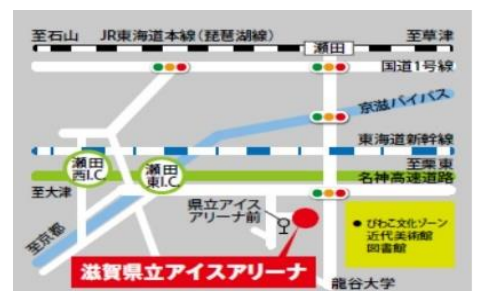 至石山 JR東海道本線(琵琶湖線) 至草津
瀬田
国道1号線
京滋バイパス
東海道新幹線
至栗東
名神高速道路
瀬田
西I.C.
瀬田
東I.C.
至大津
県立アイス
アリーナ前
至京都
● びわこ文化ゾーン
近代美術館
図書館
滋賀県立アイスアリーナ
龍谷大学